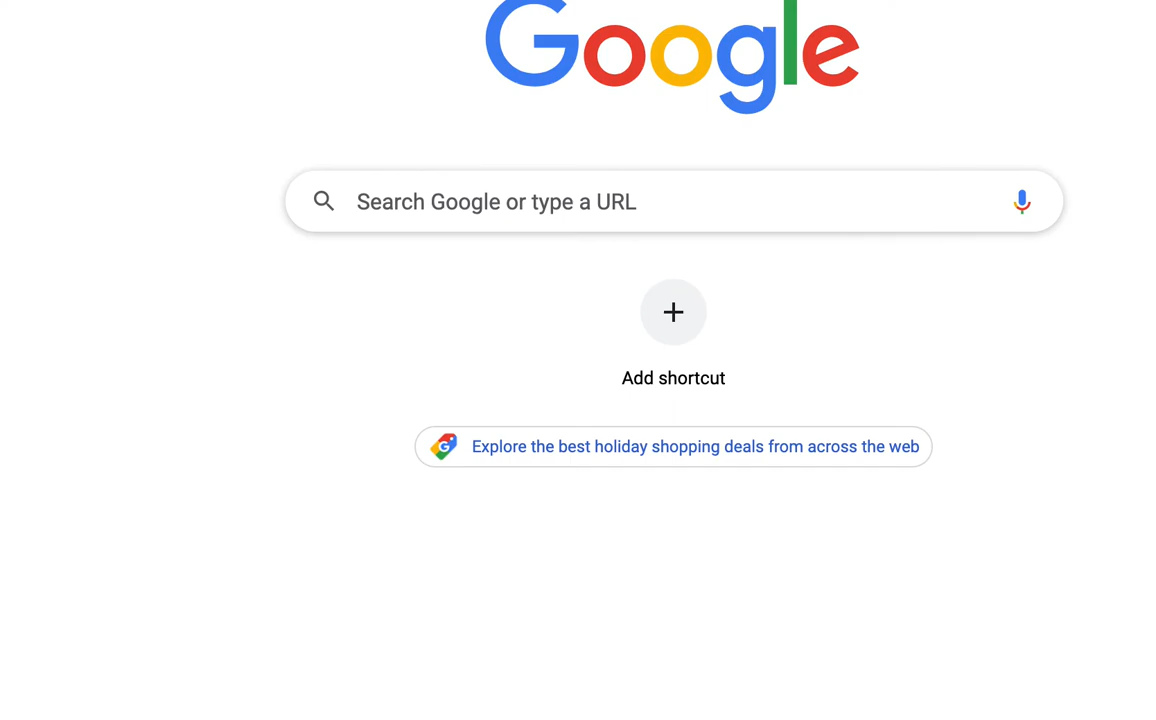 Google
Search Google or type a URL
Add shortcut
Explore the best holiday shopping deals from across the web